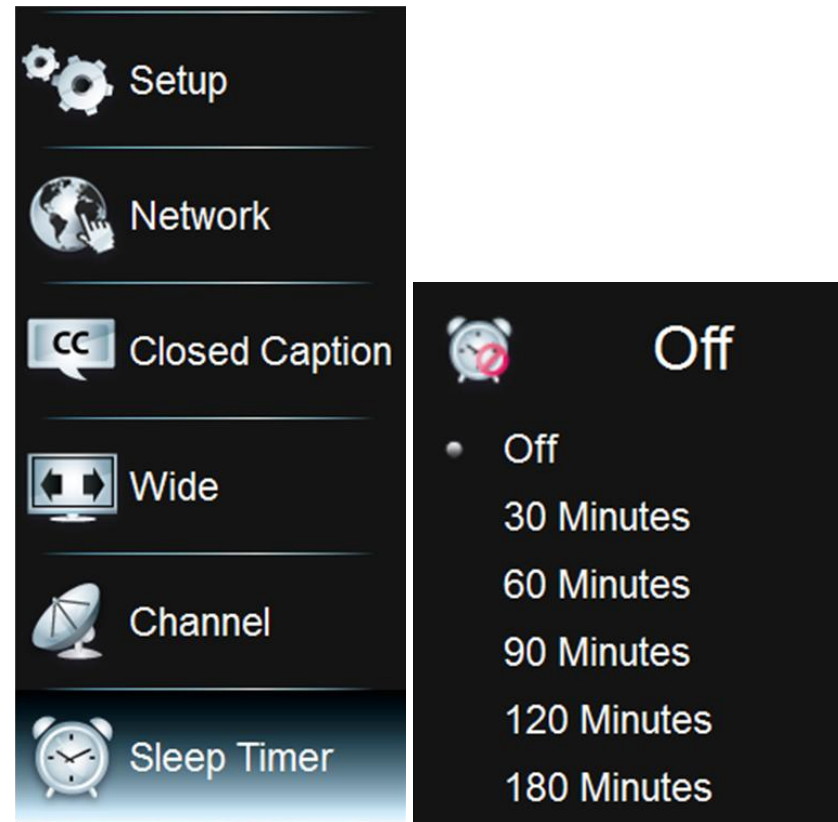 Setup
Network
CC
Closed Caption
Wide
Channel
Sleep Timer
Off
Off
30 Minutes
60 Minutes
90 Minutes
120 Minutes
180 Minutes